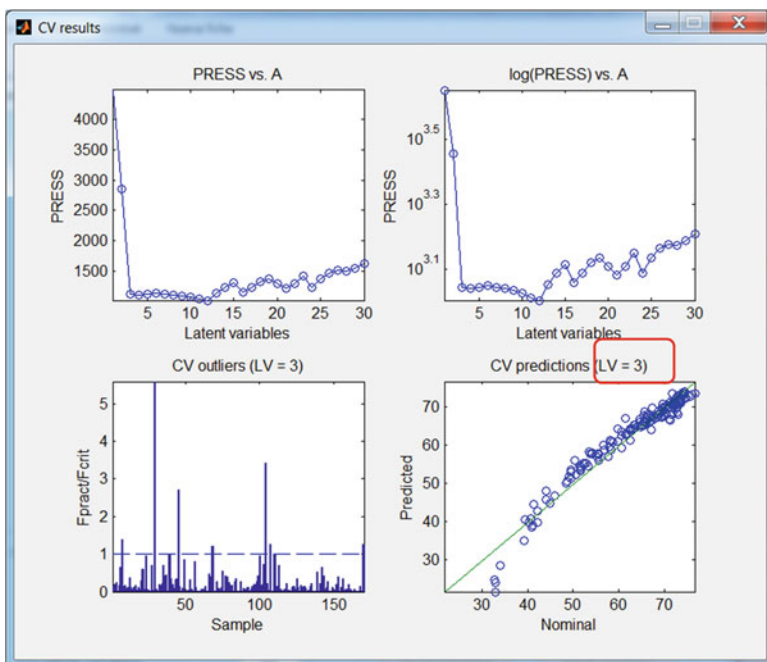 CV results
PRESS vs. A
PRESS
4500
4000
3500
3000
2500
2000
1500
5 10 15 20 25 30
Latent variables
log(PRESS) vs. A
PRESS
10^3.5
10^3.3
10^3.1
5 10 15 20 25 30
Latent variables
CV outliers (LV = 3)
Fpract/Fcrit
5
4
3
2
1
0
50 100 150
Sample
CV predictions (LV = 3)
Predicted
70
60
50
40
30
30 40 50 60 70
Nominal